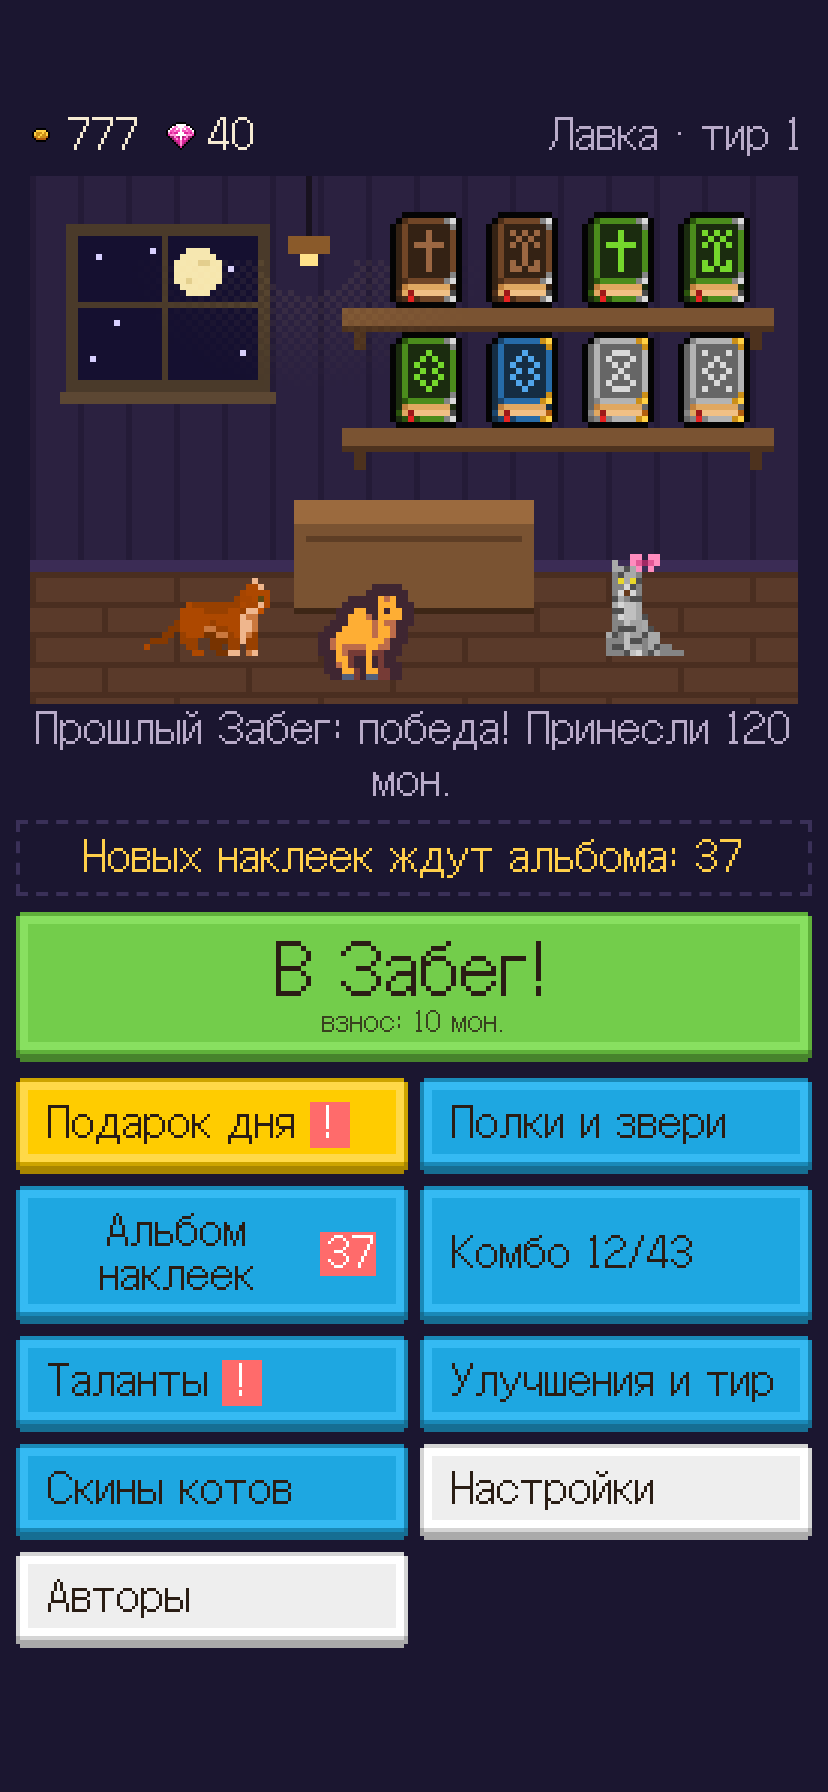 777 40 Лавка · тир 1
Прошлый Забег: победа! Принесли 120
мон.
Новых наклеек ждут альбома: 37
В Забег!
взнос: 10 мон.
Подарок дня !
Полки и звери
Альбом
наклеек
37
Комбо 12/43
Таланты !
Улучшения и тир
Скины котов
Настройки
Авторы